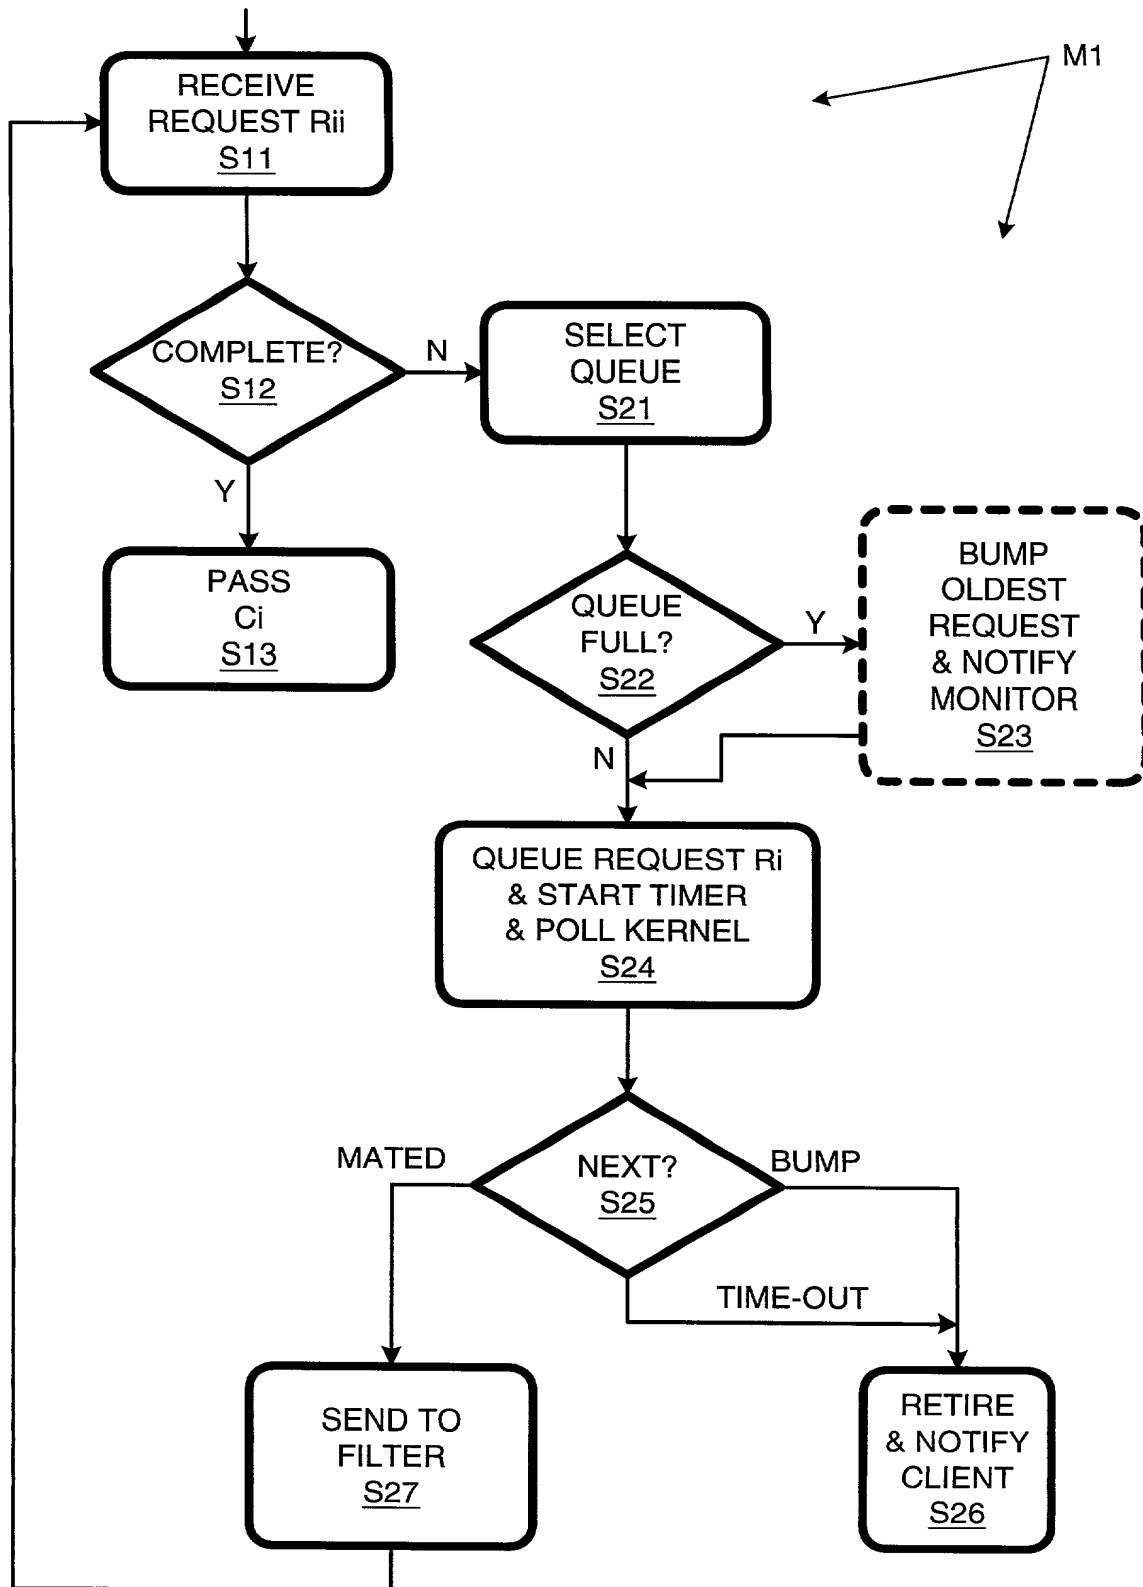 M1
RECEIVE
REQUEST Rii
S11
COMPLETE?
S12
N
Y
SELECT
QUEUE
S21
PASS
Ci
S13
QUEUE
FULL?
S22
Y
N
BUMP
OLDEST
REQUEST
& NOTIFY
MONITOR
S23
QUEUE REQUEST Ri
& START TIMER
& POLL KERNEL
S24
NEXT?
S25
MATED
BUMP
TIME-OUT
SEND TO
FILTER
S27
RETIRE
& NOTIFY
CLIENT
S26